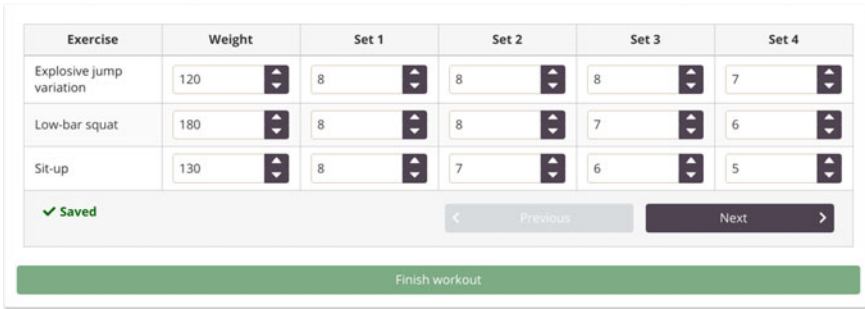 Exercise Weight Set 1 Set 2 Set 3 Set 4
Explosive jump
variation
120 8 8 8 7
Low-bar squat 180 8 8 7 6
Sit-up 130 8 7 6 5
Saved Previous Next
Finish workout